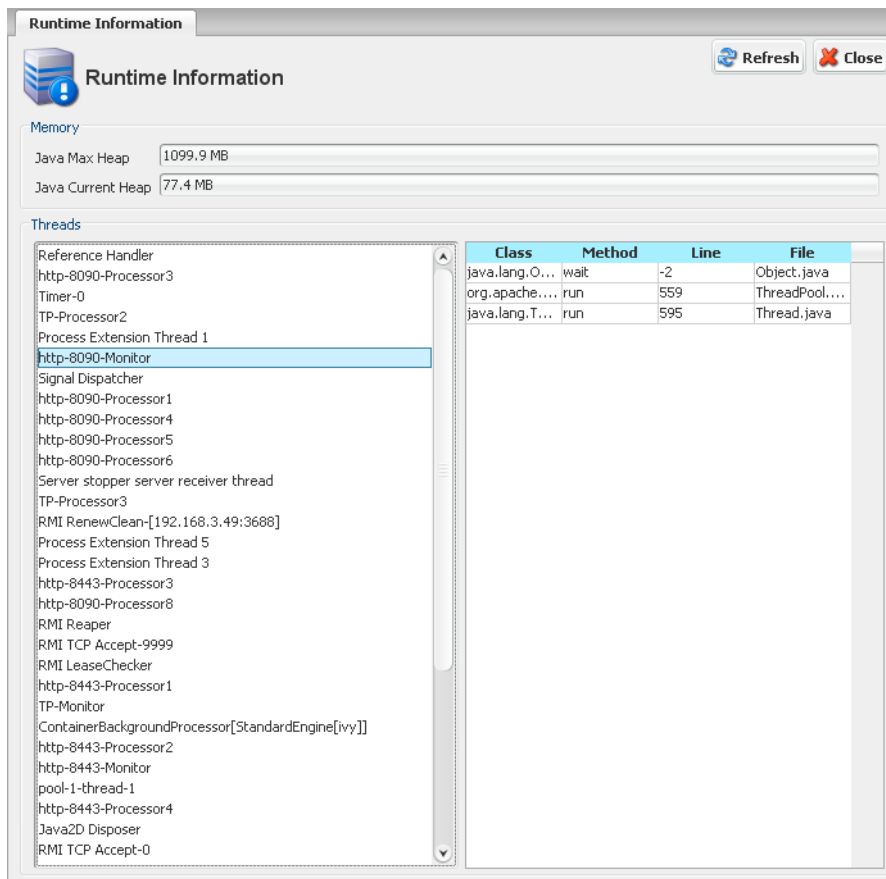 Runtime Information
Refresh
Close
Runtime Information
Memory
Java Max Heap 1099.9 MB
Java Current Heap 77.4 MB
Threads
Reference Handler
http-8090-Processor3
Timer-0
TP-Processor2
Process Extension Thread 1
http-8090-Monitor
Signal Dispatcher
http-8090-Processor1
http-8090-Processor4
http-8090-Processor5
http-8090-Processor6
Server stopper server receiver thread
TP-Processor3
RMI RenewClean-[192.168.3.49:3688]
Process Extension Thread 5
Process Extension Thread 3
http-8443-Processor3
http-8090-Processor8
RMI Reaper
RMI TCP Accept-9999
RMI LeaseChecker
http-8443-Processor1
TP-Monitor
ContainerBackgroundProcessor[StandardEngine[ivy]]
http-8443-Processor2
http-8443-Monitor
pool-1-thread-1
http-8443-Processor4
Java2D Disposer
RMI TCP Accept-0
Class Method Line File
java.lang.O... wait -2 Object.java
org.apache.... run 559 ThreadPool....
java.lang.T... run 595 Thread.java